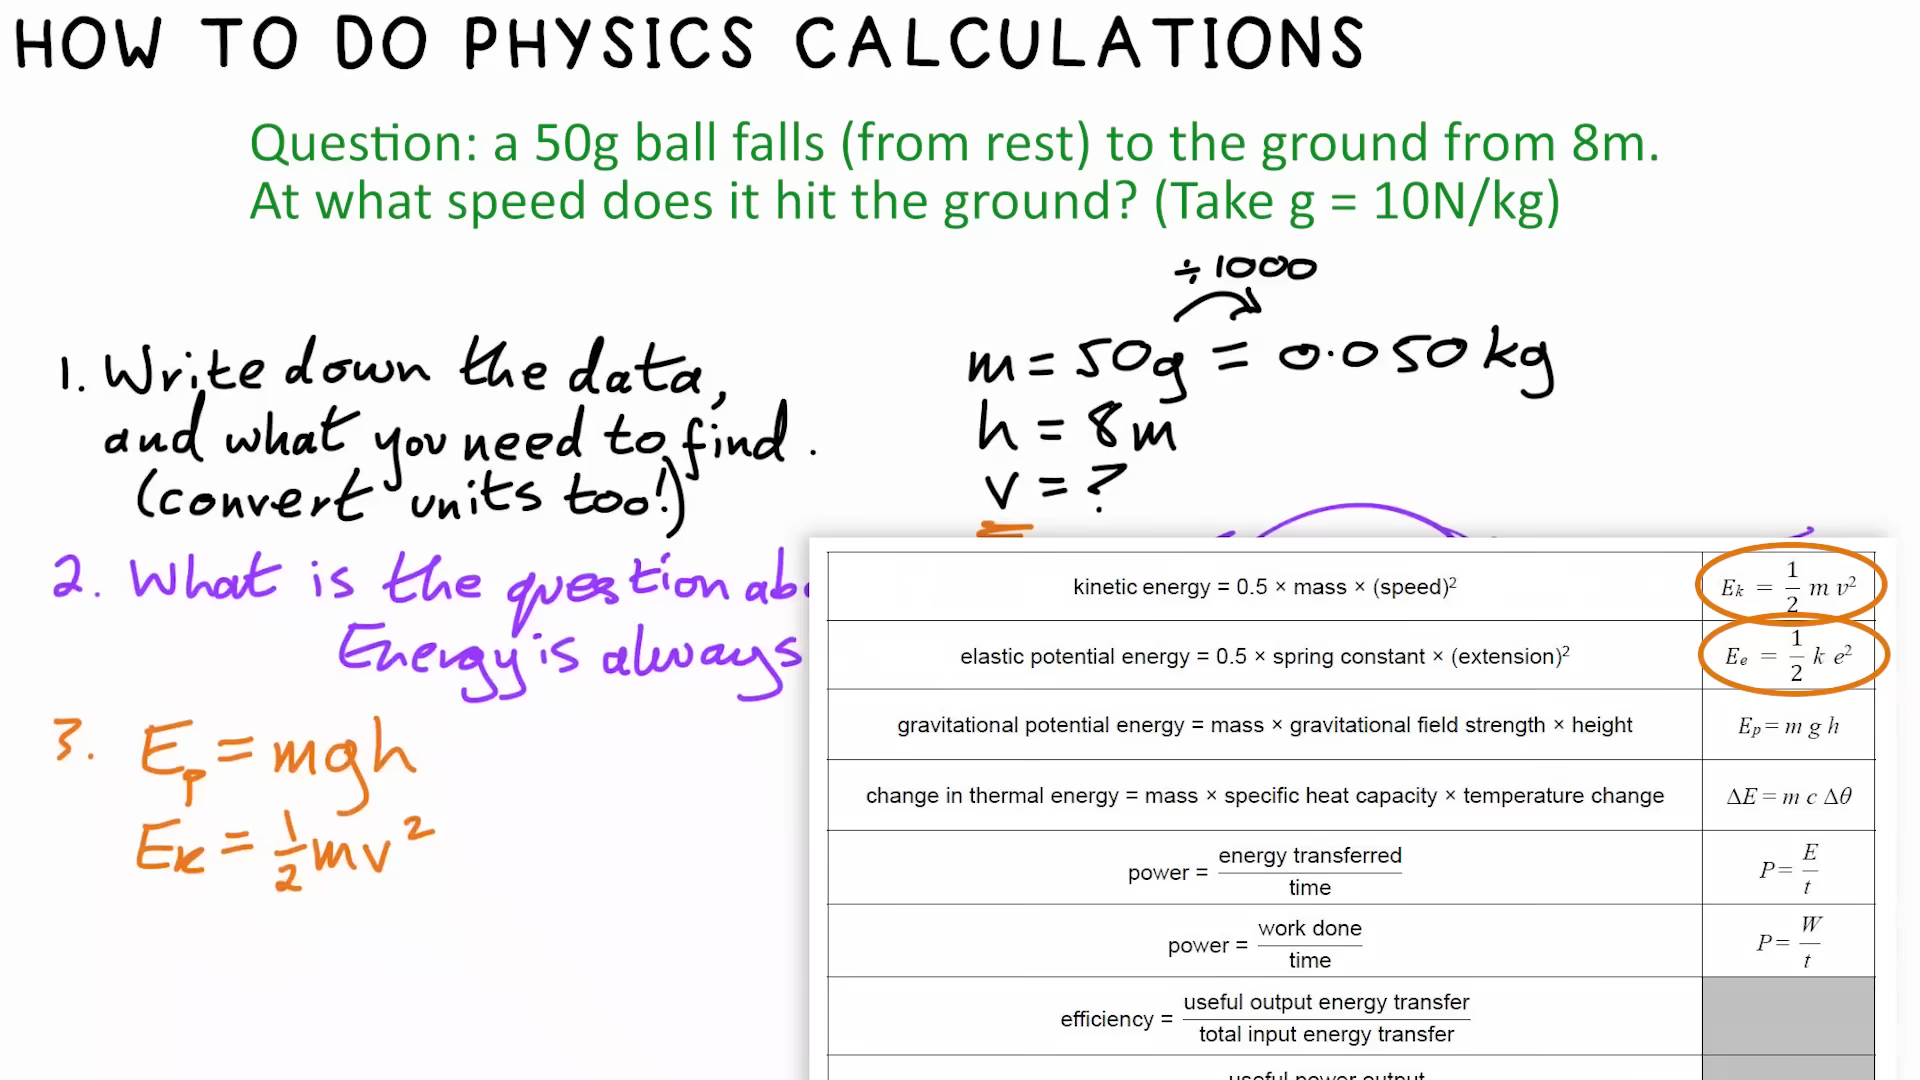 HOW TO DO PHYSICS CALCULATIONS
Question: a 50g ball falls (from rest) to the ground from 8m.
At what speed does it hit the ground? (Take g = 10N/kg)
÷1000
1. Write down the data,
and what you need to find.
(convert units too!)
m = 50g = 0.050 kg
h = 8m
v = ?
2. What is the question
Energy is always
3. Ep = mgh
Ek = 1/2 mv²
kinetic energy = 0.5 × mass × (speed)² Ek = 1/2 m v²
elastic potential energy = 0.5 × spring constant × (extension)² Ee = 1/2 k e²
gravitational potential energy = mass × gravitational field strength × height Ep = m g h
change in thermal energy = mass × specific heat capacity × temperature change ΔE = m c Δθ
power = energy transferred / time P = E / t
power = work done / time P = W / t
efficiency = useful output energy transfer / total input energy transfer
useful power output